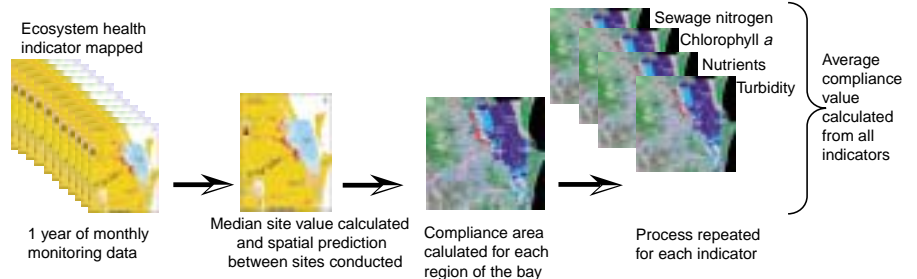 Ecosystem health
indicator mapped
1 year of monthly
monitoring data
Median site value calculated
and spatial prediction
between sites conducted
Compliance area
calulated for each
region of the bay
Sewage nitrogen
Chlorophyll a
Nutrients
Turbidity
Process repeated
for each indicator
Average
compliance
value
calculated
from all
indicators